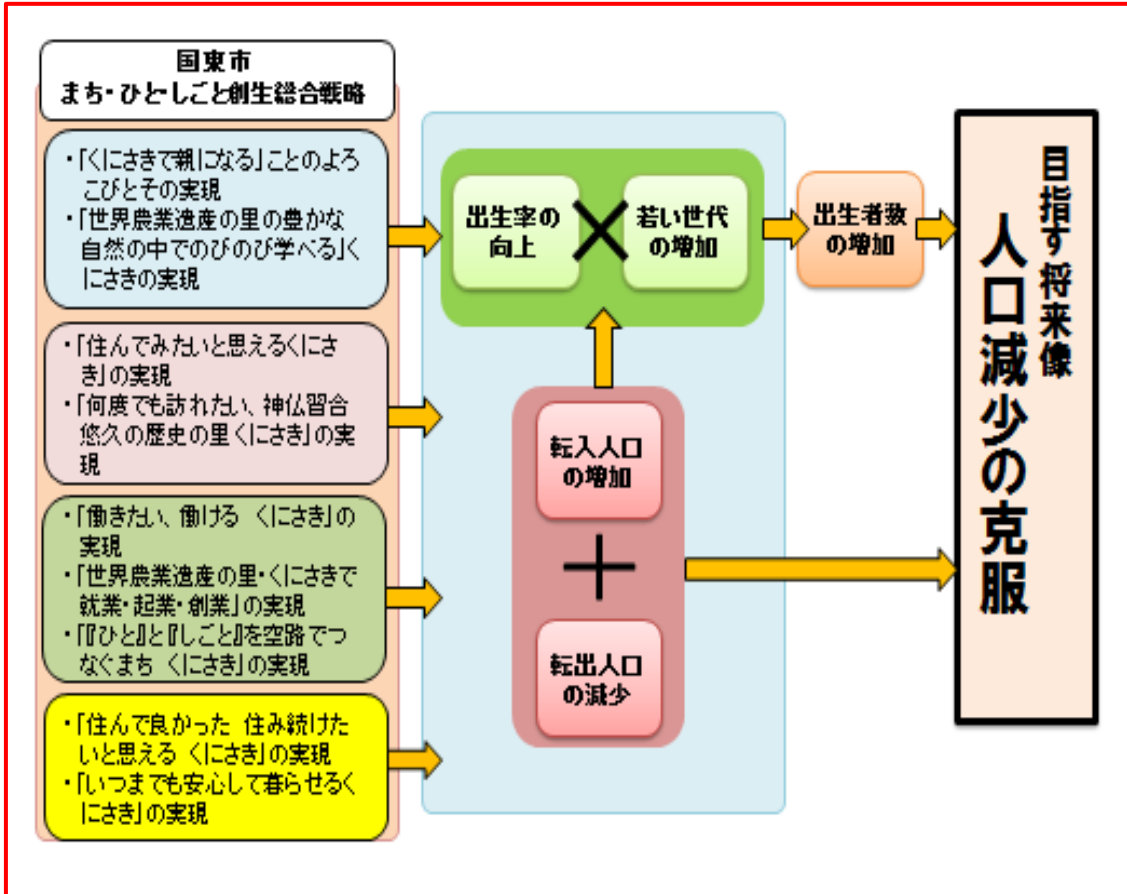 国東市
まち・ひと・しごと創生総合戦略
・「くにさきで親になる」ことのよろ
こびとその実現
・「世界農業遺産の里の豊かな
自然の中でのびのび学べる」く
にさきの実現
・「住んでみたいと思えるくにさ
き」の実現
・「何度でも訪れたい、神仏習合
悠久の歴史の里くにさき」の実
現
・「働きたい、働ける くにさき」の
実現
・「世界農業遺産の里・くにさきで
就業・起業・創業」の実現
・「『ひと』と『しごと』を空路でつ
なぐまち くにさき」の実現
・「住んで良かった 住み続けた
いと思える くにさき」の実現
・「いつまでも安心して暮らせるく
にさき」の実現
出生率の
向上
×
若い世代
の増加
転入人口
の増加
+
転出人口
の減少
出生者数
の増加
目指す将来像
人口減少の克服